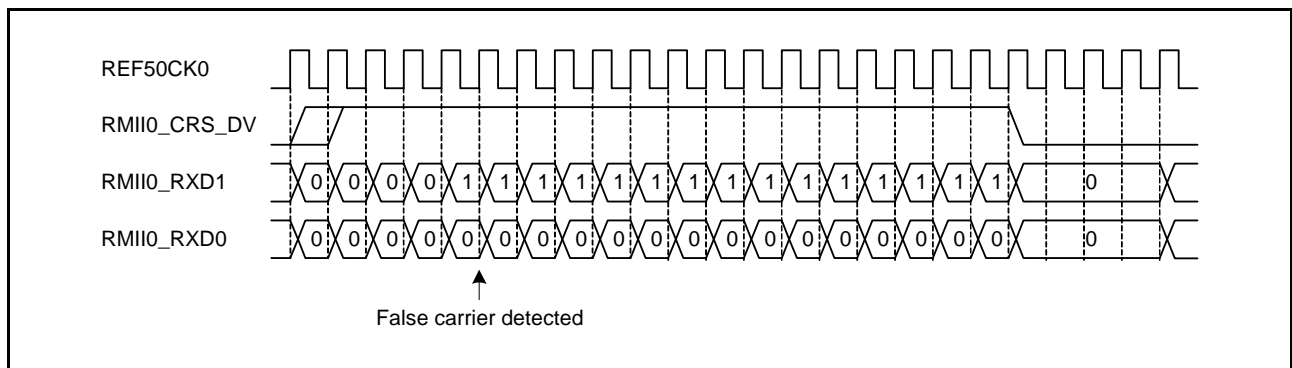 REF50CK0
RMII0_CRS_DV
RMII0_RXD1 0 0 0 0 1 1 1 1 1 1 1 1 1 1 1 1 1 1 1 0
RMII0_RXD0 0 0 0 0 0 0 0 0 0 0 0 0 0 0 0 0 0 0 0 0
False carrier detected